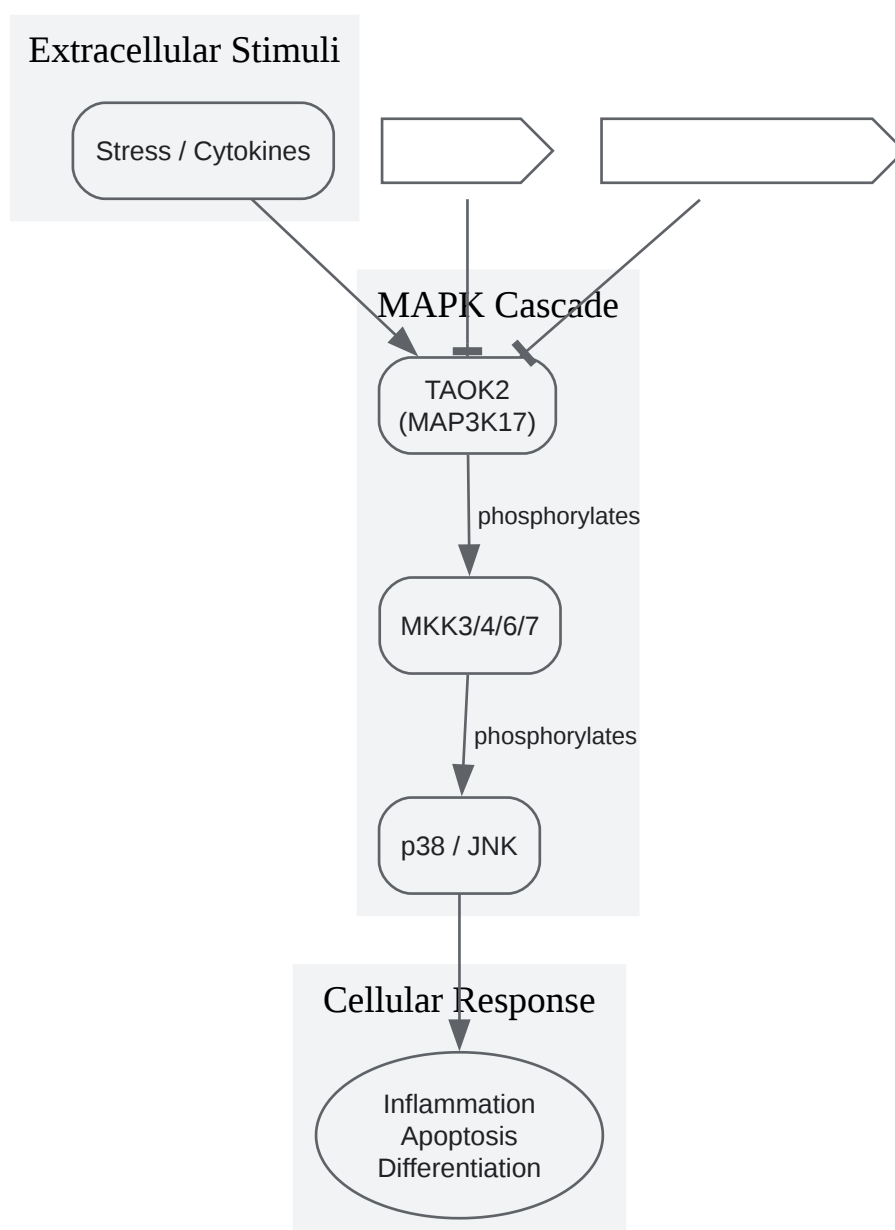 Extracellular Stimuli
Stress / Cytokines
MAPK Cascade
TAOK2
(MAP3K17)
phosphorylates
MKK3/4/6/7
phosphorylates
p38 / JNK
Cellular Response
Inflammation
Apoptosis
Differentiation